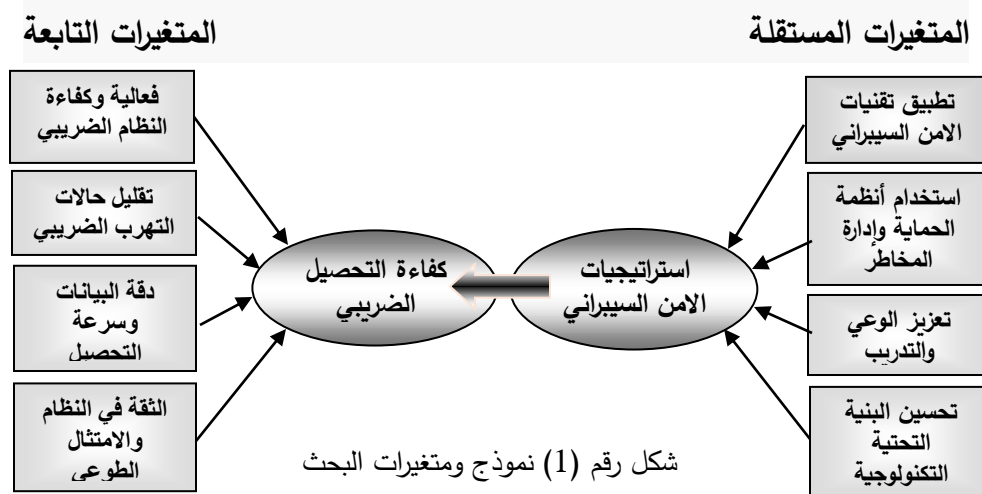 المتغيرات المستقلة
المتغيرات التابعة
تطبيق تقنيات
الامن السيبراني
استخدام أنظمة
الحماية وإدارة
المخاطر
تعزيز الوعي
والتدريب
تحسين البنية
التحتية
التكنولوجية
استراتيجيات
الامن السيبراني
كفاءة التحصيل
الضريبي
فعالية وكفاءة
النظام الضريبي
تقليل حالات
التهرب الضريبي
دقة البيانات
وسرعة
التحصيل
الثقة في النظام
والامتثال
الطوعي
شكل رقم (1) نموذج ومتغيرات البحث